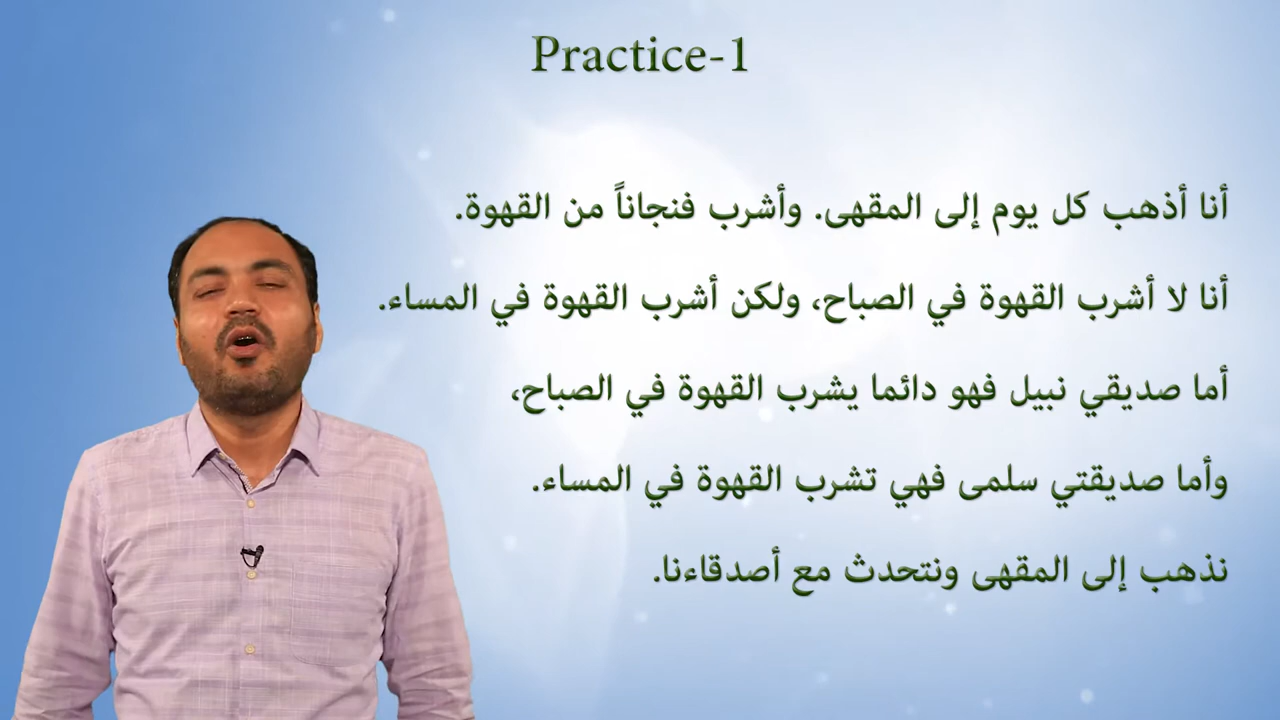 Practice-1
أنا أذهب كل يوم إلى المقهى. وأشرب فنجاناً من القهوة.
أنا لا أشرب القهوة في الصباح، ولكن أشرب القهوة في المساء.
أما صديقي نبيل فهو دائما يشرب القهوة في الصباح،
وأما صديقتي سلمى فهي تشرب القهوة في المساء.
نذهب إلى المقهى ونتحدث مع أصدقاءنا.